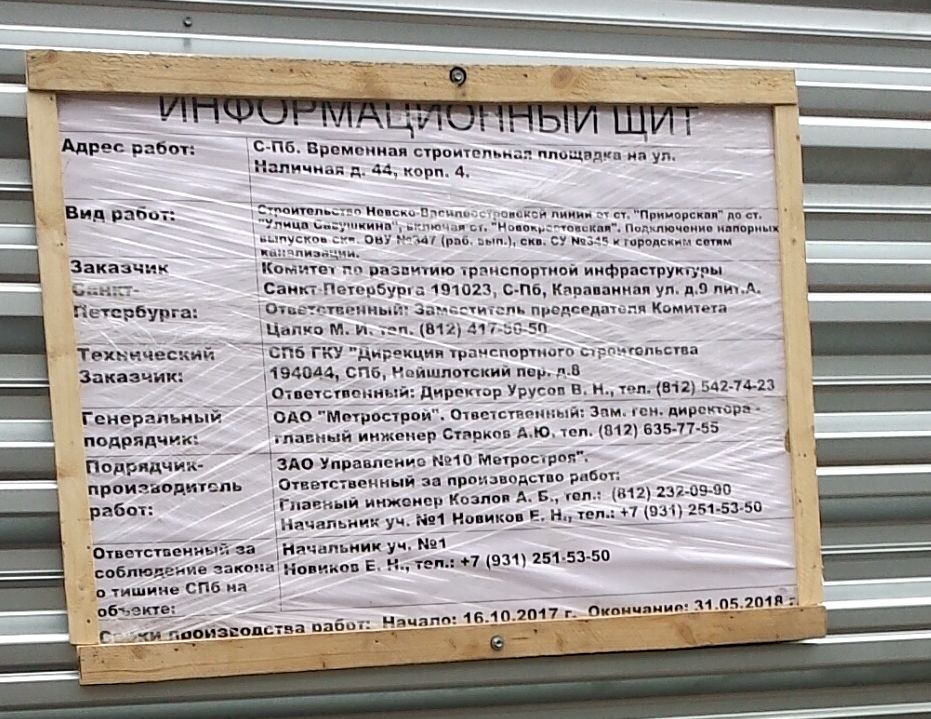 ИНФОРМАЦИОННЫЙ ЩИТ
Адрес работ:
С-Пб. Временная строительная площадка на ул.
Наличная д. 44, корп. 4.
Вид работ:
Строительство Невско-Василеостровской линии от ст. "Приморская" до ст.
"Улица Савушкина", включая ст. "Новокрестовская". Подключение напорных
выпусков скв. ОВУ №347 (раб. вып.), скв. СУ №345 к городским сетям
канализации.
Заказчик
Санкт-
Петербурга:
Комитет по развитию транспортной инфраструктуры
Санкт-Петербурга 191023, С-Пб, Караванная ул. д.9 лит.А.
Ответственный: Заместитель председателя Комитета
Цалко М. И. тел. (812) 417-56-50
Технический
Заказчик:
СПб ГКУ "Дирекция транспортного строительства
194044, СПб, Нейшлотский пер. д.8
Ответственный: Директор Урусов В. Н., тел. (812) 542-74-23
Генеральный
подрядчик:
ОАО "Метрострой". Ответственный: Зам. ген. директора -
главный инженер Старков А.Ю. тел. (812) 635-77-55
Подрядчик-
производитель
работ:
ЗАО Управление №10 Метростроя".
Ответственный за производство работ:
Главный инженер Козлов А. Б., тел.: (812) 232-09-90
Начальник уч. №1 Новиков Е. Н., тел.: +7 (931) 251-53-50
Ответственный за
соблюдение закона
о тишине СПб на
объекте:
Начальник уч. №1
Новиков Е. Н., тел.: +7 (931) 251-53-50
Сроки производства работ: Начало: 16.10.2017 г. Окончание: 31.05.2018 г.